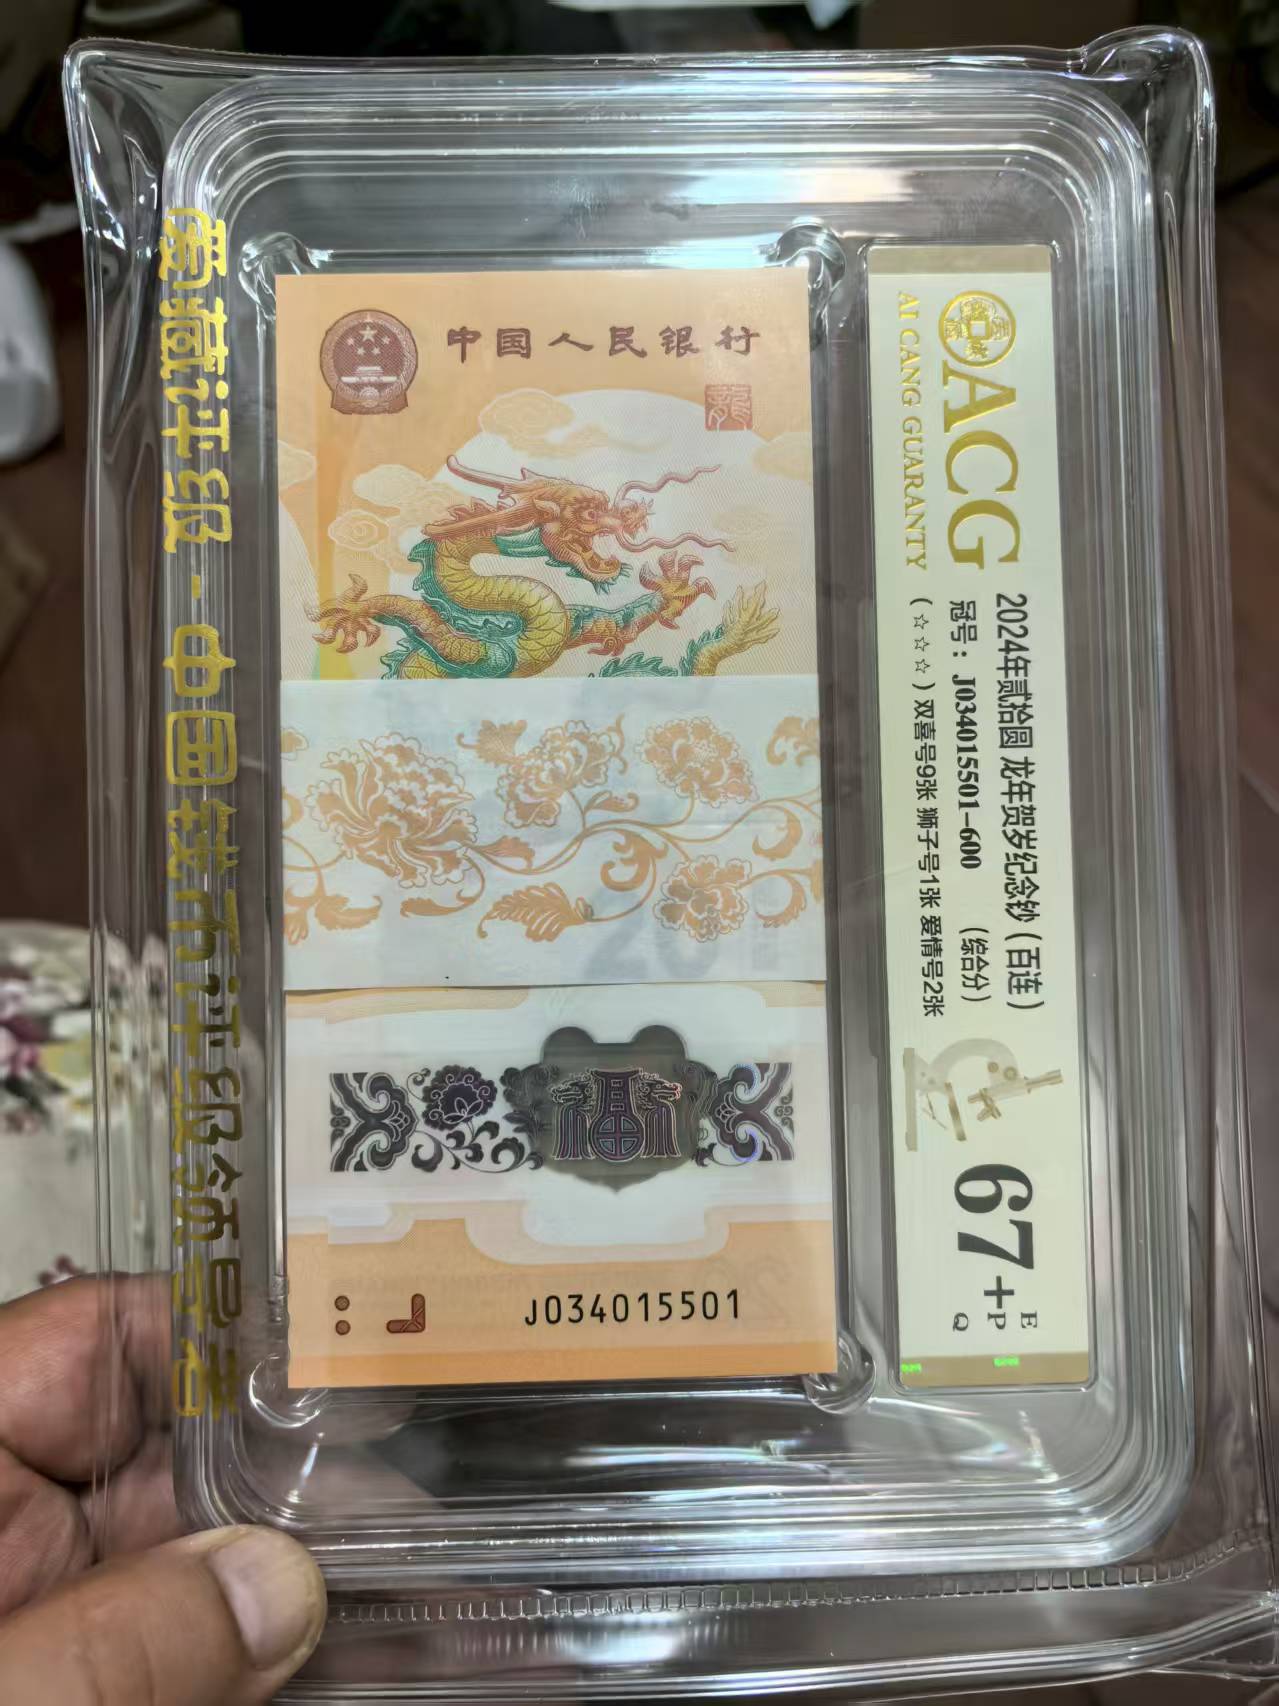 爱藏评级-中国钱币评级领导者
中国人民银行
龍
J034015501
ACG
AI CANG GUARANTY
2024年贰拾圆 龙年贺岁纪念钞(百连)
冠号:J034015501-600 (综合分)
(☆☆☆)双喜号9张 狮子号1张 爱情号2张
67+
E
P
Q